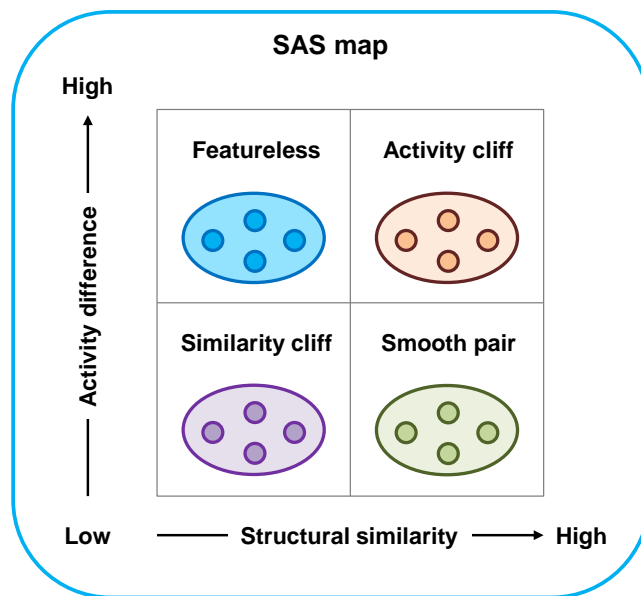 SAS map
High
Featureless
Activity cliff
Activity difference
Similarity cliff
Smooth pair
Low
Structural similarity
High